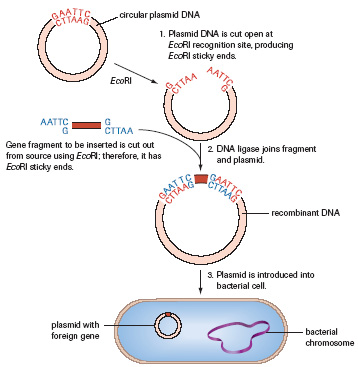 GAATTC
CTTAAG
circular plasmid DNA
1. Plasmid DNA is cut open at
EcoRI recognition site, producing
EcoRI sticky ends.
EcoRI
CTTAA
G
AATTC
G
AATTC
G
G
CTTAA
Gene fragment to be inserted is cut out
from source using EcoRI; therefore, it has
EcoRI sticky ends.
2. DNA ligase joins fragment
and plasmid.
GAATTC
CTTAAG
GAATTC
CTTAAG
recombinant DNA
3. Plasmid is introduced into
bacterial cell.
plasmid with
foreign gene
bacterial
chromosome